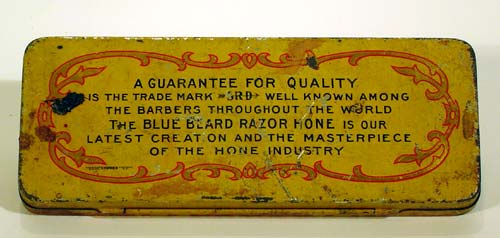 A GUARANTEE FOR QUALITY
IS THE TRADE MARK -SRD- WELL KNOWN AMONG
THE BARBERS THROUGHOUT THE WORLD
THE BLUE BEARD RAZOR HONE IS OUR
LATEST CREATION AND THE MASTERPIECE
OF THE HONE INDUSTRY